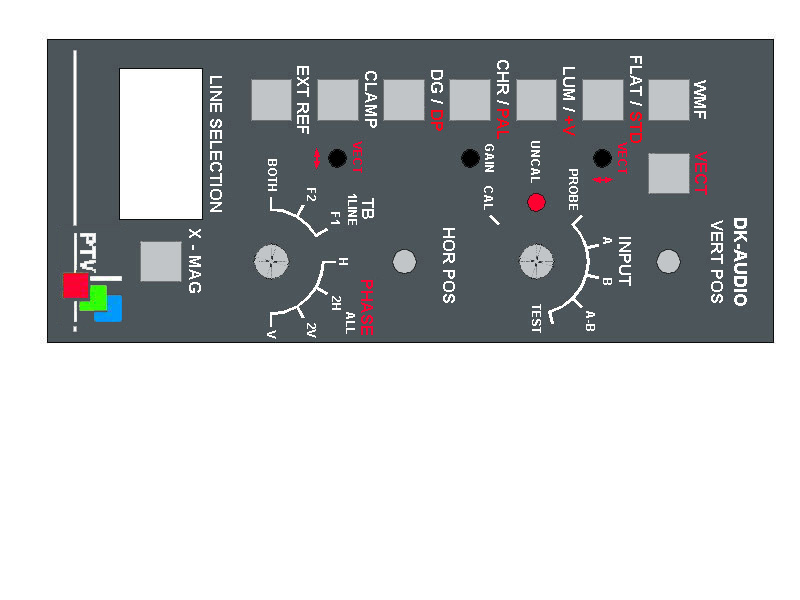 DK-AUDIO
VERT POS
WMF
VECT
FLAT / STD
VECT
INPUT
A
B
A-B
PROBE
LUM / +V
UNCAL
TEST
CHR / PAL
GAIN
CAL
HOR POS
DG / DP
CLAMP
VECT
TB
1LINE
PHASE
ALL
H
F1
2H
F2
2V
EXT REF
BOTH
V
LINE SELECTION
X - MAG
PTV